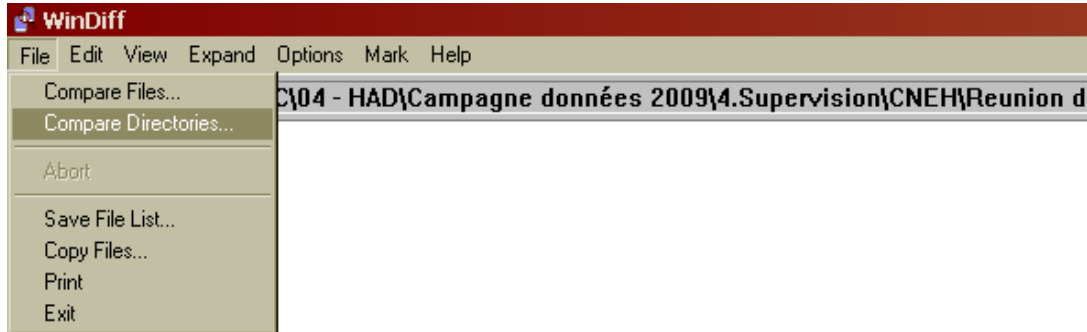 WinDiff
File Edit View Expand Options Mark Help
Compare Files...
C\04 - HAD\Campagne données 2009\4.Supervision\CNEH\Reunion d
Compare Directories...
Abort
Save File List...
Copy Files...
Print
Exit